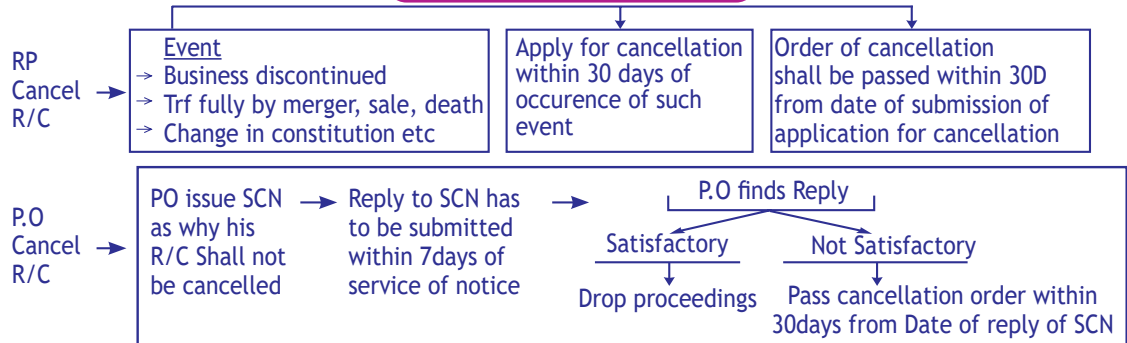 RP
Cancel
R/C
Event
→ Business discontinued
→ Trf fully by merger, sale, death
→ Change in constitution etc
Apply for cancellation
within 30 days of
occurence of such
event
Order of cancellation
shall be passed within 30D
from date of submission of
application for cancellation
P.O
Cancel
R/C
PO issue SCN
as why his
R/C Shall not
be cancelled
Reply to SCN has
to be submitted
within 7days of
service of notice
P.O finds Reply
Satisfactory
Drop proceedings
Not Satisfactory
Pass cancellation order within
30days from Date of reply of SCN